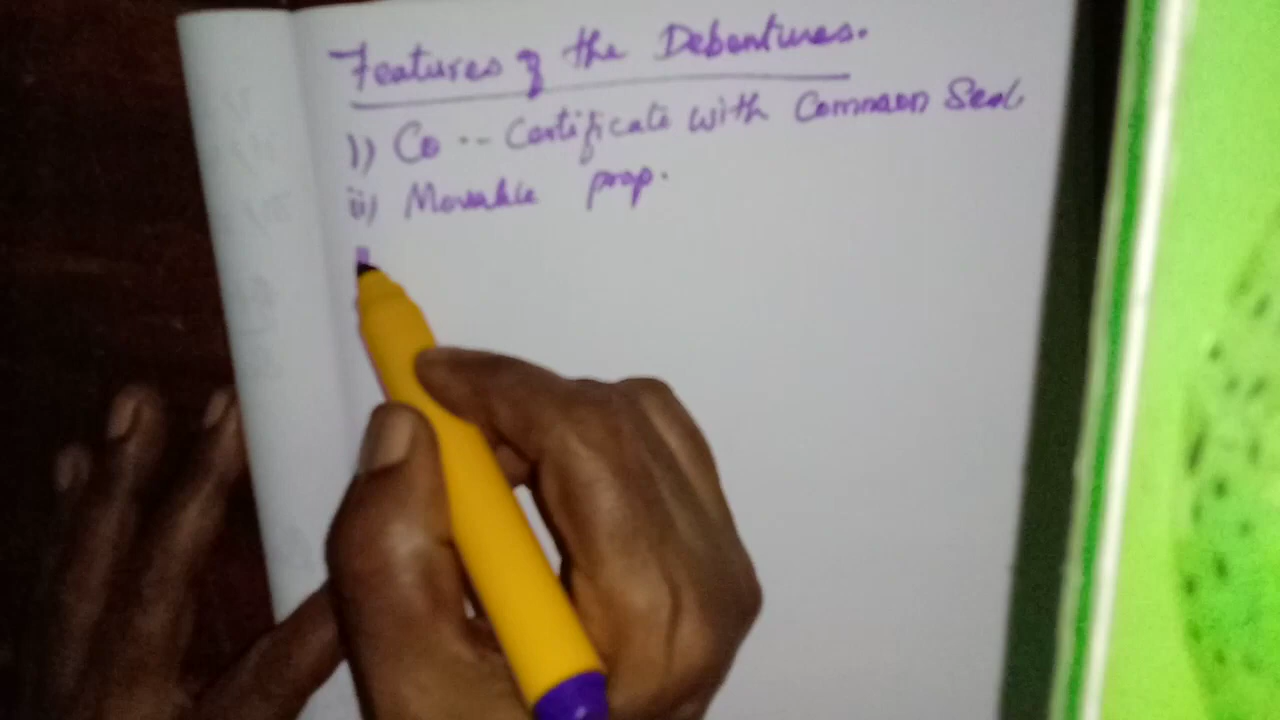 Features of the Debentures.
i) Co -- Certificate with Common Seal
ii) Movable prop.